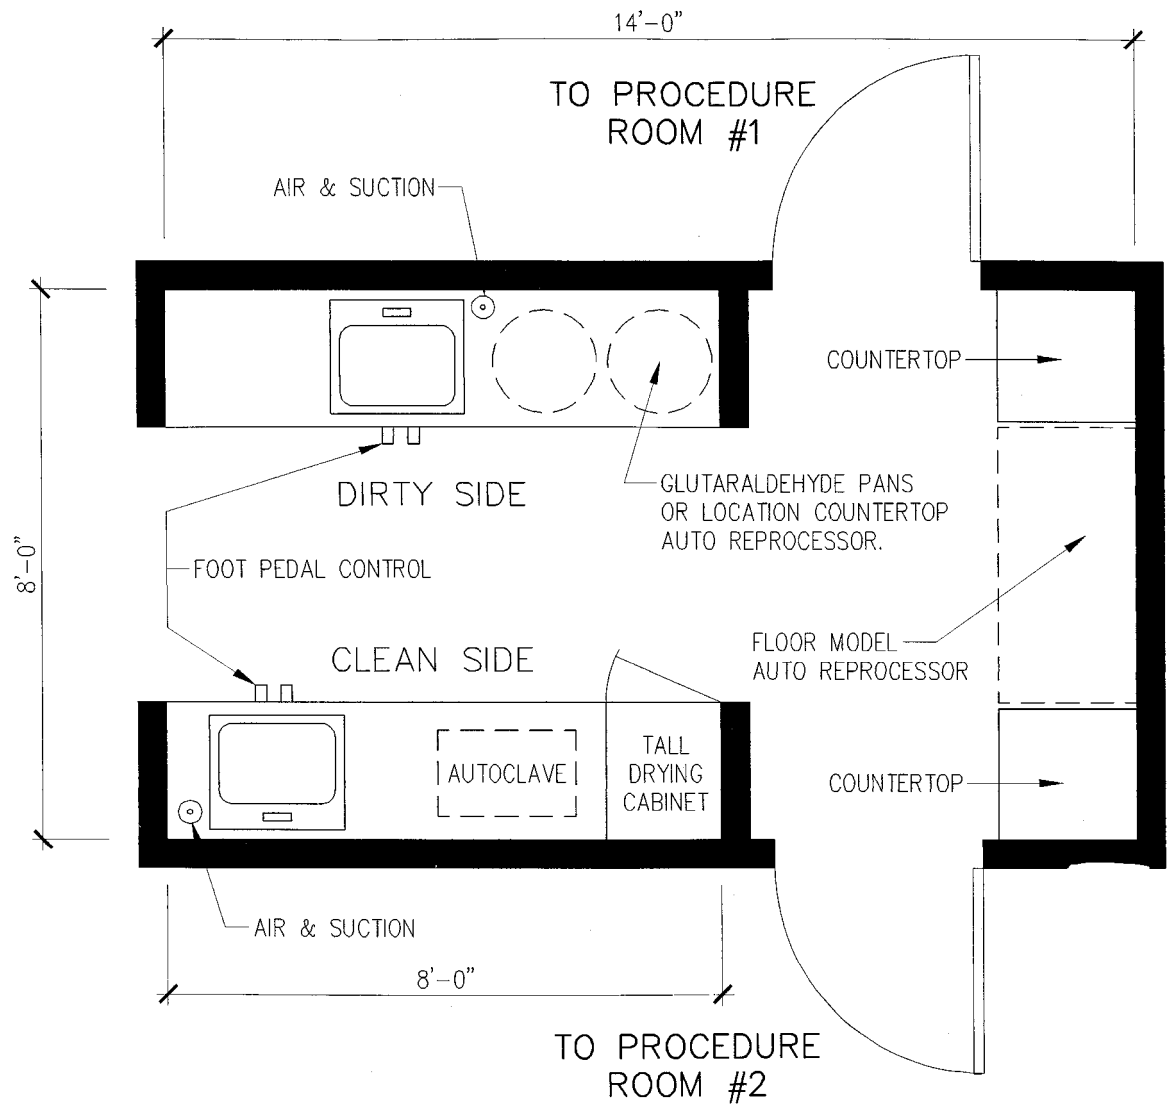 14'-0"
TO PROCEDURE
ROOM #1
AIR & SUCTION
COUNTERTOP
GLUTARALDEHYDE PANS
OR LOCATION COUNTERTOP
AUTO REPROCESSOR.
DIRTY SIDE
8'-0"
FOOT PEDAL CONTROL
FLOOR MODEL
AUTO REPROCESSOR
CLEAN SIDE
AUTOCLAVE
TALL
DRYING
CABINET
COUNTERTOP
AIR & SUCTION
8'-0"
TO PROCEDURE
ROOM #2